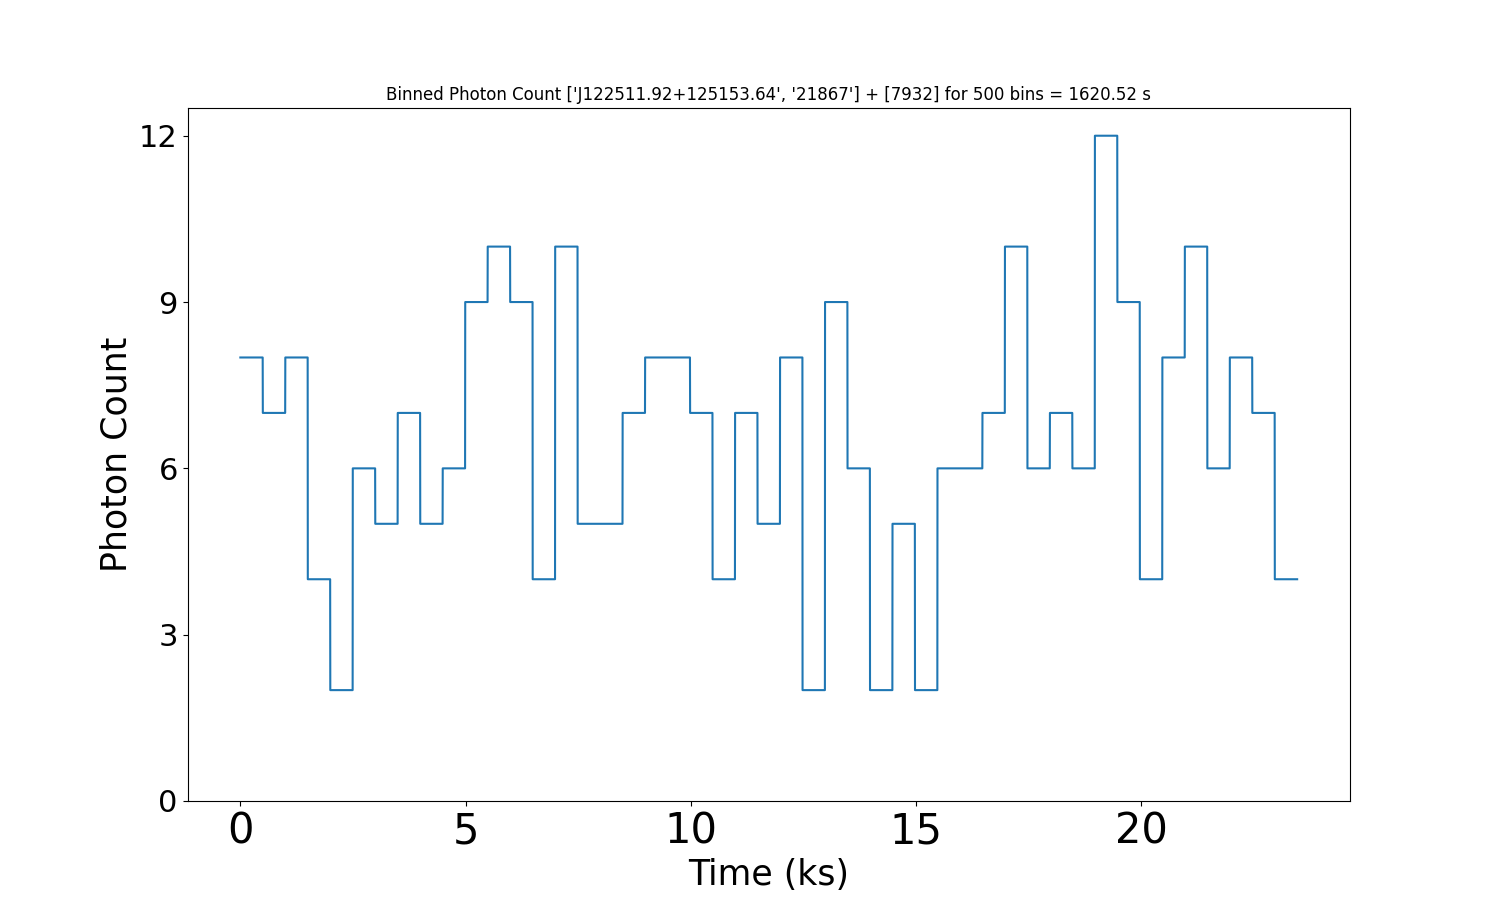 Binned Photon Count ['J122511.92+125153.64', '21867'] + [7932] for 500 bins = 1620.52 s
12
9
6
3
0
Photon Count
0 5 10 15 20
Time (ks)